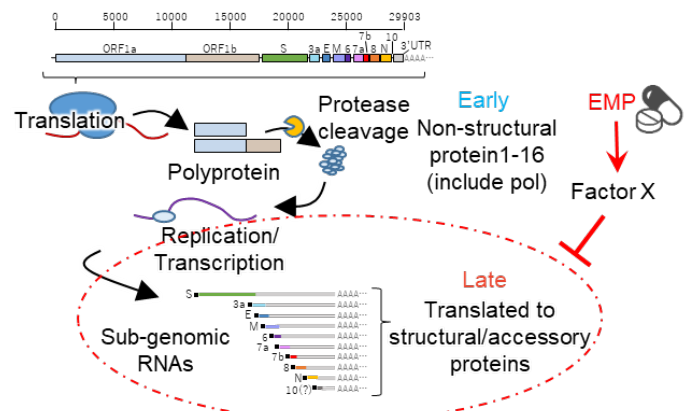 0 5000 10000 15000 20000 25000 29903
7b 10
ORF1a ORF1b S 3a E M 6 7a 8 N 3'UTR
AAAA···
Translation
Polyprotein
Protease
cleavage
Early
Non-structural
protein1-16
(include pol)
EMP
Factor X
Replication/
Transcription
Sub-genomic
RNAs
S AAAA···
3a AAAA···
E AAAA···
M AAAA···
6 AAAA···
7a AAAA···
7b AAAA···
8 AAAA···
N AAAA···
10(?) AAAA···
Late
Translated to
structural/accessory
proteins